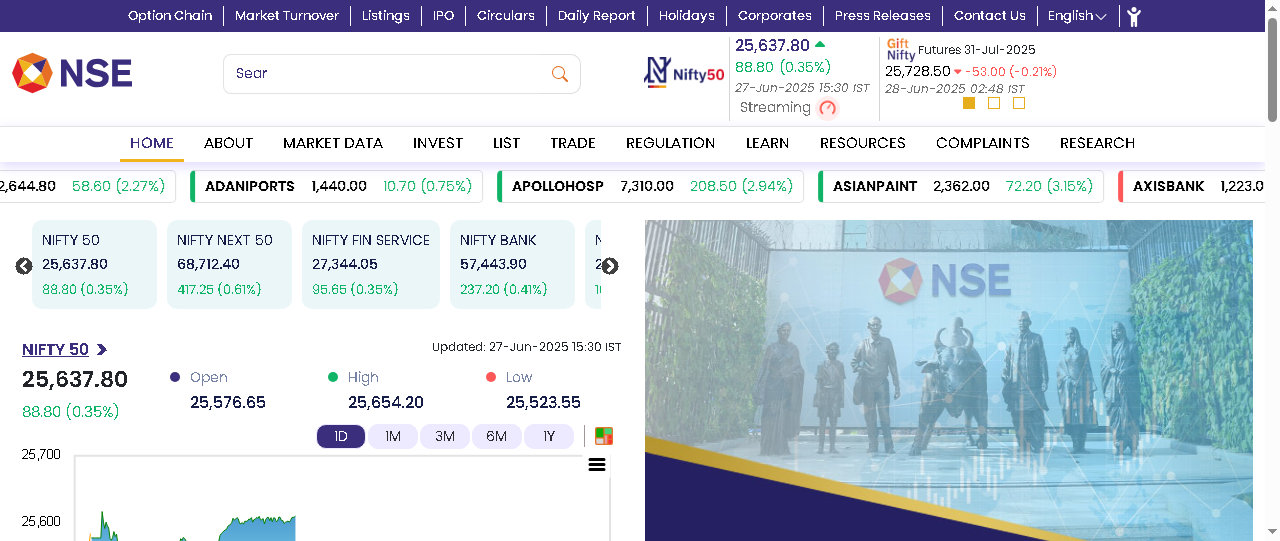 Option Chain Market Turnover Listings IPO Circulars Daily Report Holidays Corporates Press Releases Contact Us English
NSE
Sear
Nifty50
25,637.80
88.80 (0.35%)
27-Jun-2025 15:30 IST
Streaming
Gift Nifty Futures 31-Jul-2025
25,728.50 -53.00 (-0.21%)
28-Jun-2025 02:48 IST
HOME ABOUT MARKET DATA INVEST LIST TRADE REGULATION LEARN RESOURCES COMPLAINTS RESEARCH
2,644.80 58.60 (2.27%) ADANIPORTS 1,440.00 10.70 (0.75%) APOLLOHOSP 7,310.00 208.50 (2.94%) ASIANPAINT 2,362.00 72.20 (3.15%) AXISBANK 1,223.0
NIFTY 50 NIFTY NEXT 50 NIFTY FIN SERVICE NIFTY BANK
25,637.80 68,712.40 27,344.05 57,443.90
88.80 (0.35%) 417.25 (0.61%) 95.65 (0.35%) 237.20 (0.41%)
NSE
NIFTY 50
Updated: 27-Jun-2025 15:30 IST
25,637.80
88.80 (0.35%)
Open High Low
25,576.65 25,654.20 25,523.55
1D 1M 3M 6M 1Y
25,700
25,600